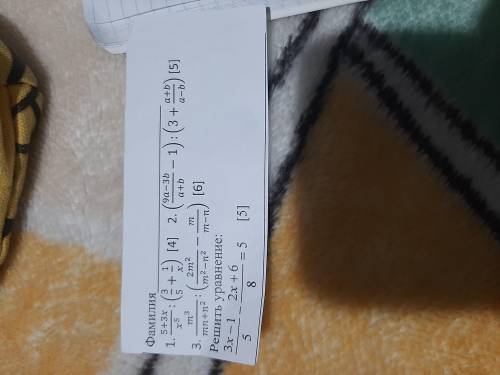 Фамилия
1. (5+3x)/x⁵ : (3/5 + 1/x) [4] 2. ((9a−3b)/(a+b) − 1) : (3 + (a+b)/(a−b)) [5]
3. m³/(mn+n²) : (2m²/(m²−n²) − m/(m−n)) [6]
Решить уравнение:
(3x − 1)/5 − (2x + 6)/8 = 5 [5]